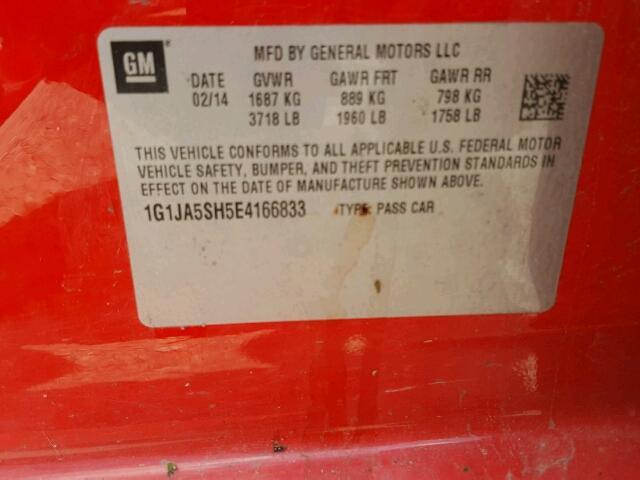 GM
MFD BY GENERAL MOTORS LLC
DATE GVWR GAWR FRT GAWR RR
02/14 1687 KG 889 KG 798 KG
3718 LB 1960 LB 1758 LB
THIS VEHICLE CONFORMS TO ALL APPLICABLE U.S. FEDERAL MOTOR
VEHICLE SAFETY, BUMPER, AND THEFT PREVENTION STANDARDS IN
EFFECT ON THE DATE OF MANUFACTURE SHOWN ABOVE.
1G1JA5SH5E4166833 TYPE: PASS CAR